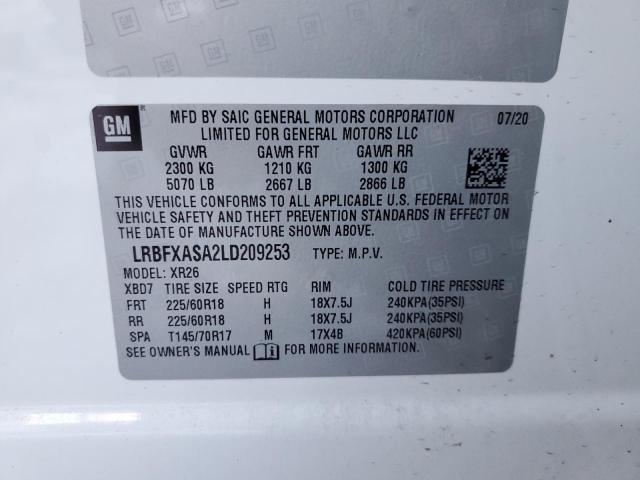 GM
MFD BY SAIC GENERAL MOTORS CORPORATION 07/20
LIMITED FOR GENERAL MOTORS LLC
GVWR GAWR FRT GAWR RR
2300 KG 1210 KG 1300 KG
5070 LB 2667 LB 2866 LB
THIS VEHICLE CONFORMS TO ALL APPLICABLE U.S. FEDERAL MOTOR
VEHICLE SAFETY AND THEFT PREVENTION STANDARDS IN EFFECT ON
THE DATE OF MANUFACTURE SHOWN ABOVE.
LRBFXASA2LD209253 TYPE: M.P.V.
MODEL: XR26
XBD7 TIRE SIZE SPEED RTG RIM COLD TIRE PRESSURE
FRT 225/60R18 H 18X7.5J 240KPA(35PSI)
RR 225/60R18 H 18X7.5J 240KPA(35PSI)
SPA T145/70R17 M 17X4B 420KPA(60PSI)
SEE OWNER'S MANUAL FOR MORE INFORMATION.